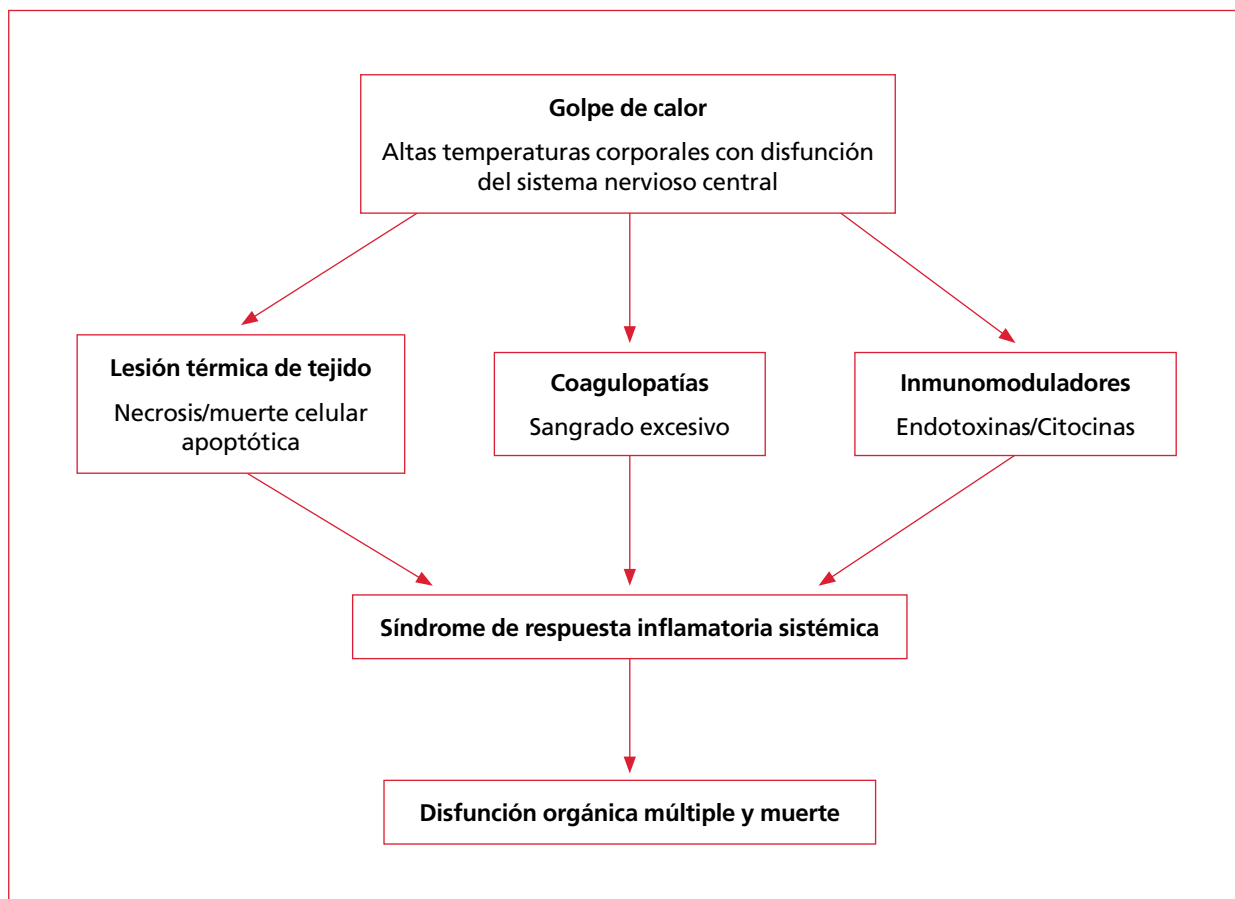 Golpe de calor
Altas temperaturas corporales con disfunción
del sistema nervioso central
Lesión térmica de tejido
Necrosis/muerte celular
apoptótica
Coagulopatías
Sangrado excesivo
Inmunomoduladores
Endotoxinas/Citocinas
Síndrome de respuesta inflamatoria sistémica
Disfunción orgánica múltiple y muerte